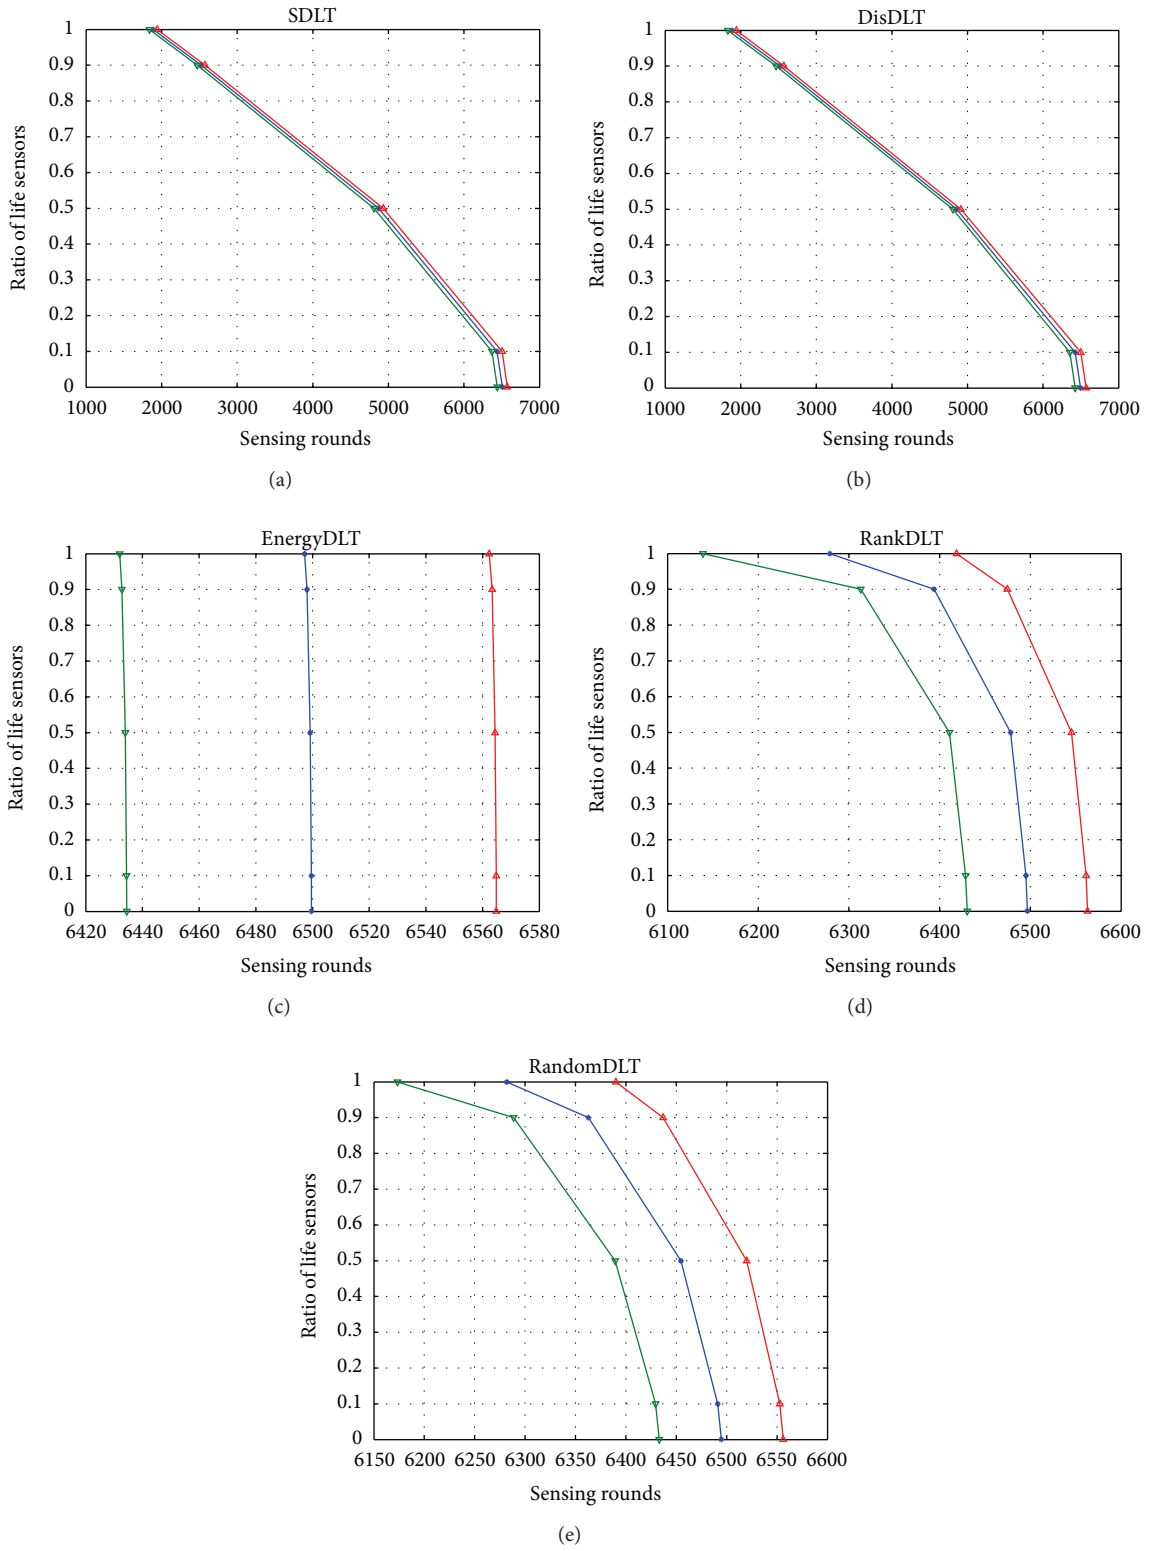 SDLT
1
0.9
0.8
0.7
0.6
0.5
0.4
0.3
0.2
0.1
0
Ratio of life sensors
1000 2000 3000 4000 5000 6000 7000
Sensing rounds
(a)
DisDLT
1
0.9
0.8
0.7
0.6
0.5
0.4
0.3
0.2
0.1
0
Ratio of life sensors
1000 2000 3000 4000 5000 6000 7000
Sensing rounds
(b)
EnergyDLT
1
0.9
0.8
0.7
0.6
0.5
0.4
0.3
0.2
0.1
0
Ratio of life sensors
6420 6440 6460 6480 6500 6520 6540 6560 6580
Sensing rounds
(c)
RankDLT
1
0.9
0.8
0.7
0.6
0.5
0.4
0.3
0.2
0.1
0
Ratio of life sensors
6100 6200 6300 6400 6500 6600
Sensing rounds
(d)
RandomDLT
1
0.9
0.8
0.7
0.6
0.5
0.4
0.3
0.2
0.1
0
Ratio of life sensors
6150 6200 6250 6300 6350 6400 6450 6500 6550 6600
Sensing rounds
(e)